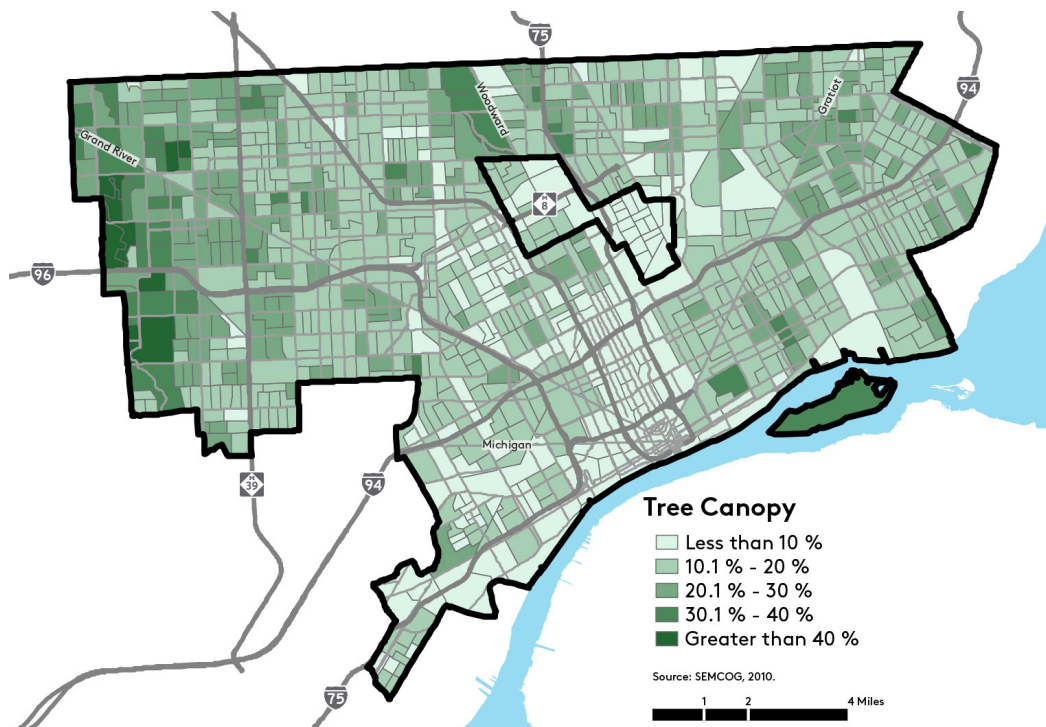 75
94
Woodward
Gratiot
Grand River
M
8
96
Michigan
94
M
39
75
Tree Canopy
Less than 10 %
10.1 % - 20 %
20.1 % - 30 %
30.1 % - 40 %
Greater than 40 %
Source: SEMCOG, 2010.
1 2 4 Miles